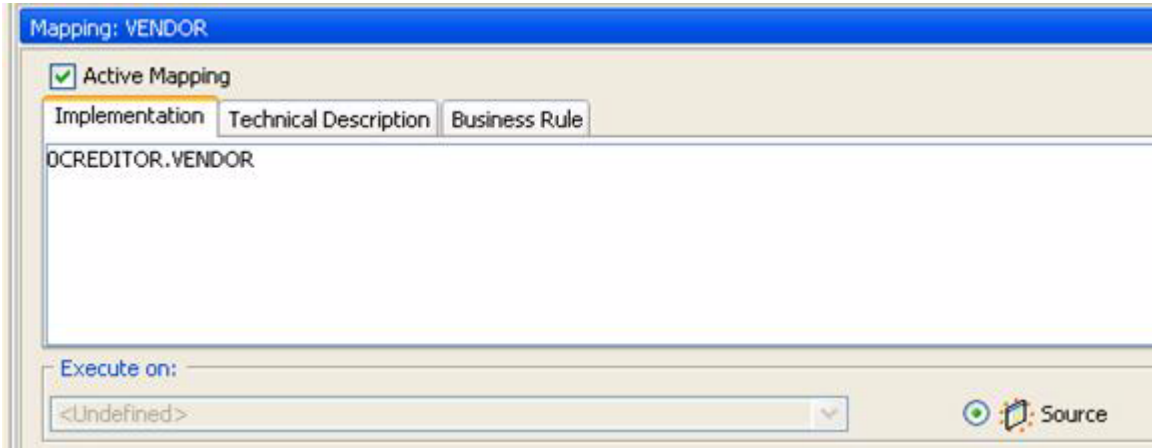 Mapping: VENDOR
Active Mapping
Implementation Technical Description Business Rule
0CREDITOR.VENDOR
Execute on:
<Undefined> Source